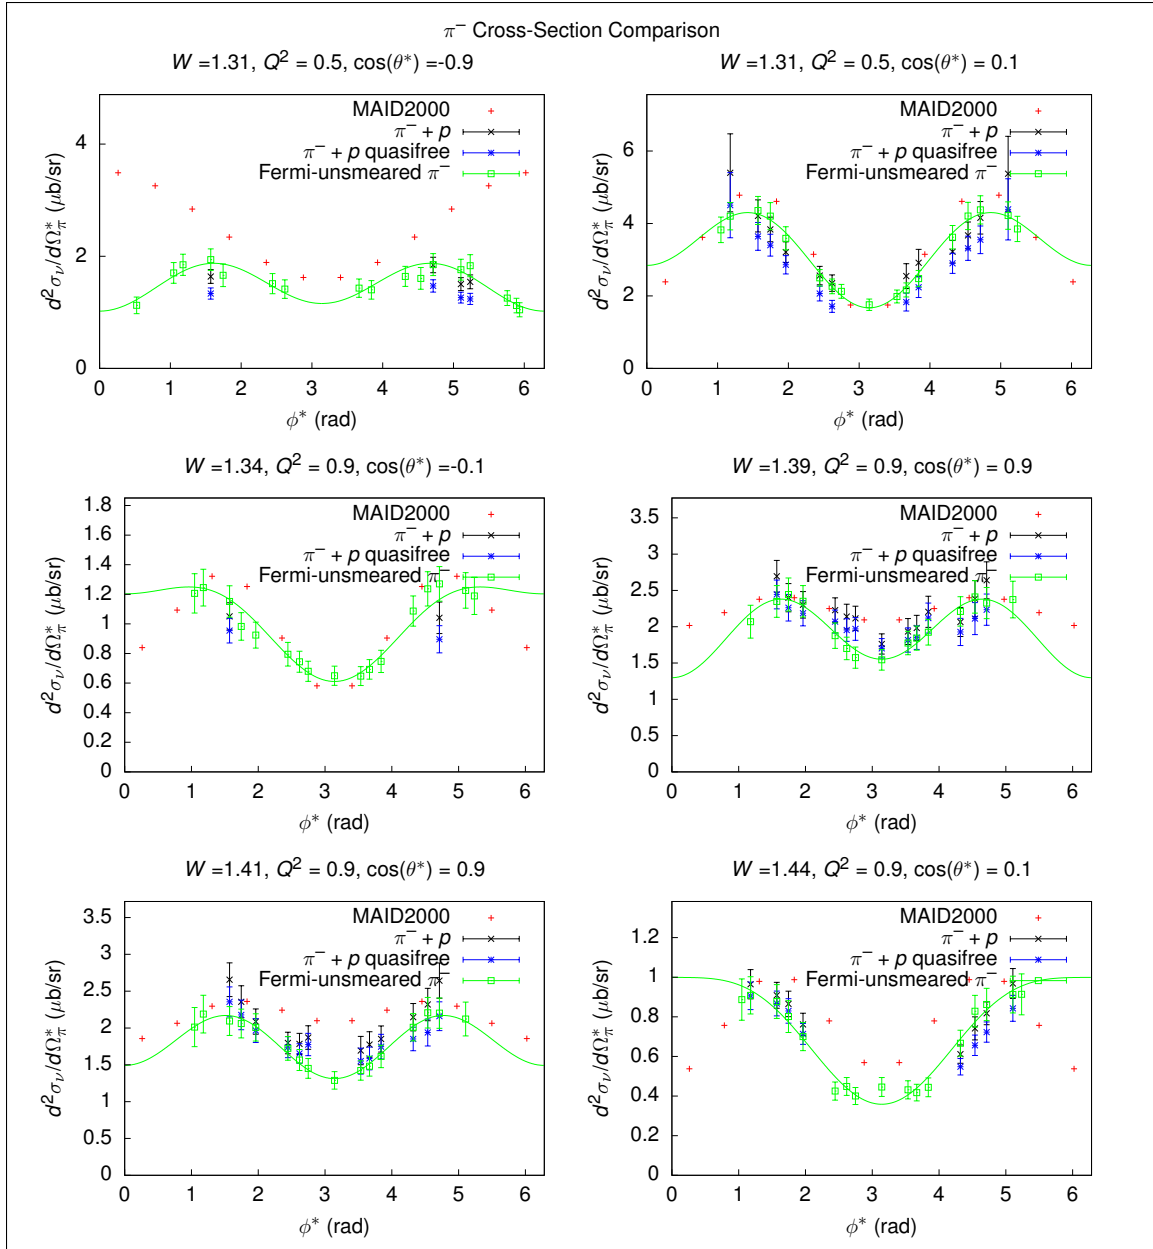 π− Cross-Section Comparison
W =1.31, Q² = 0.5, cos(θ*) =-0.9
d²σᵥ/dΩ*π (μb/sr)
4
2
0
MAID2000
π− + p
π− + p quasifree
Fermi-unsmeared π−
0 1 2 3 4 5 6
ϕ* (rad)
W =1.31, Q² = 0.5, cos(θ*) = 0.1
d²σᵥ/dΩ*π (μb/sr)
6
4
2
0
MAID2000
π− + p
π− + p quasifree
Fermi-unsmeared π−
0 1 2 3 4 5 6
ϕ* (rad)
W =1.34, Q² = 0.9, cos(θ*) =-0.1
d²σᵥ/dΩ*π (μb/sr)
1.8
1.6
1.4
1.2
1
0.8
0.6
0.4
0.2
0
MAID2000
π− + p
π− + p quasifree
Fermi-unsmeared π−
0 1 2 3 4 5 6
ϕ* (rad)
W =1.39, Q² = 0.9, cos(θ*) = 0.9
d²σᵥ/dΩ*π (μb/sr)
3.5
3
2.5
2
1.5
1
0.5
0
MAID2000
π− + p
π− + p quasifree
Fermi-unsmeared π−
0 1 2 3 4 5 6
ϕ* (rad)
W =1.41, Q² = 0.9, cos(θ*) = 0.9
d²σᵥ/dΩ*π (μb/sr)
3.5
3
2.5
2
1.5
1
0.5
0
MAID2000
π− + p
π− + p quasifree
Fermi-unsmeared π−
0 1 2 3 4 5 6
ϕ* (rad)
W =1.44, Q² = 0.9, cos(θ*) = 0.1
d²σᵥ/dΩ*π (μb/sr)
1.2
1
0.8
0.6
0.4
0.2
0
MAID2000
π− + p
π− + p quasifree
Fermi-unsmeared π−
0 1 2 3 4 5 6
ϕ* (rad)